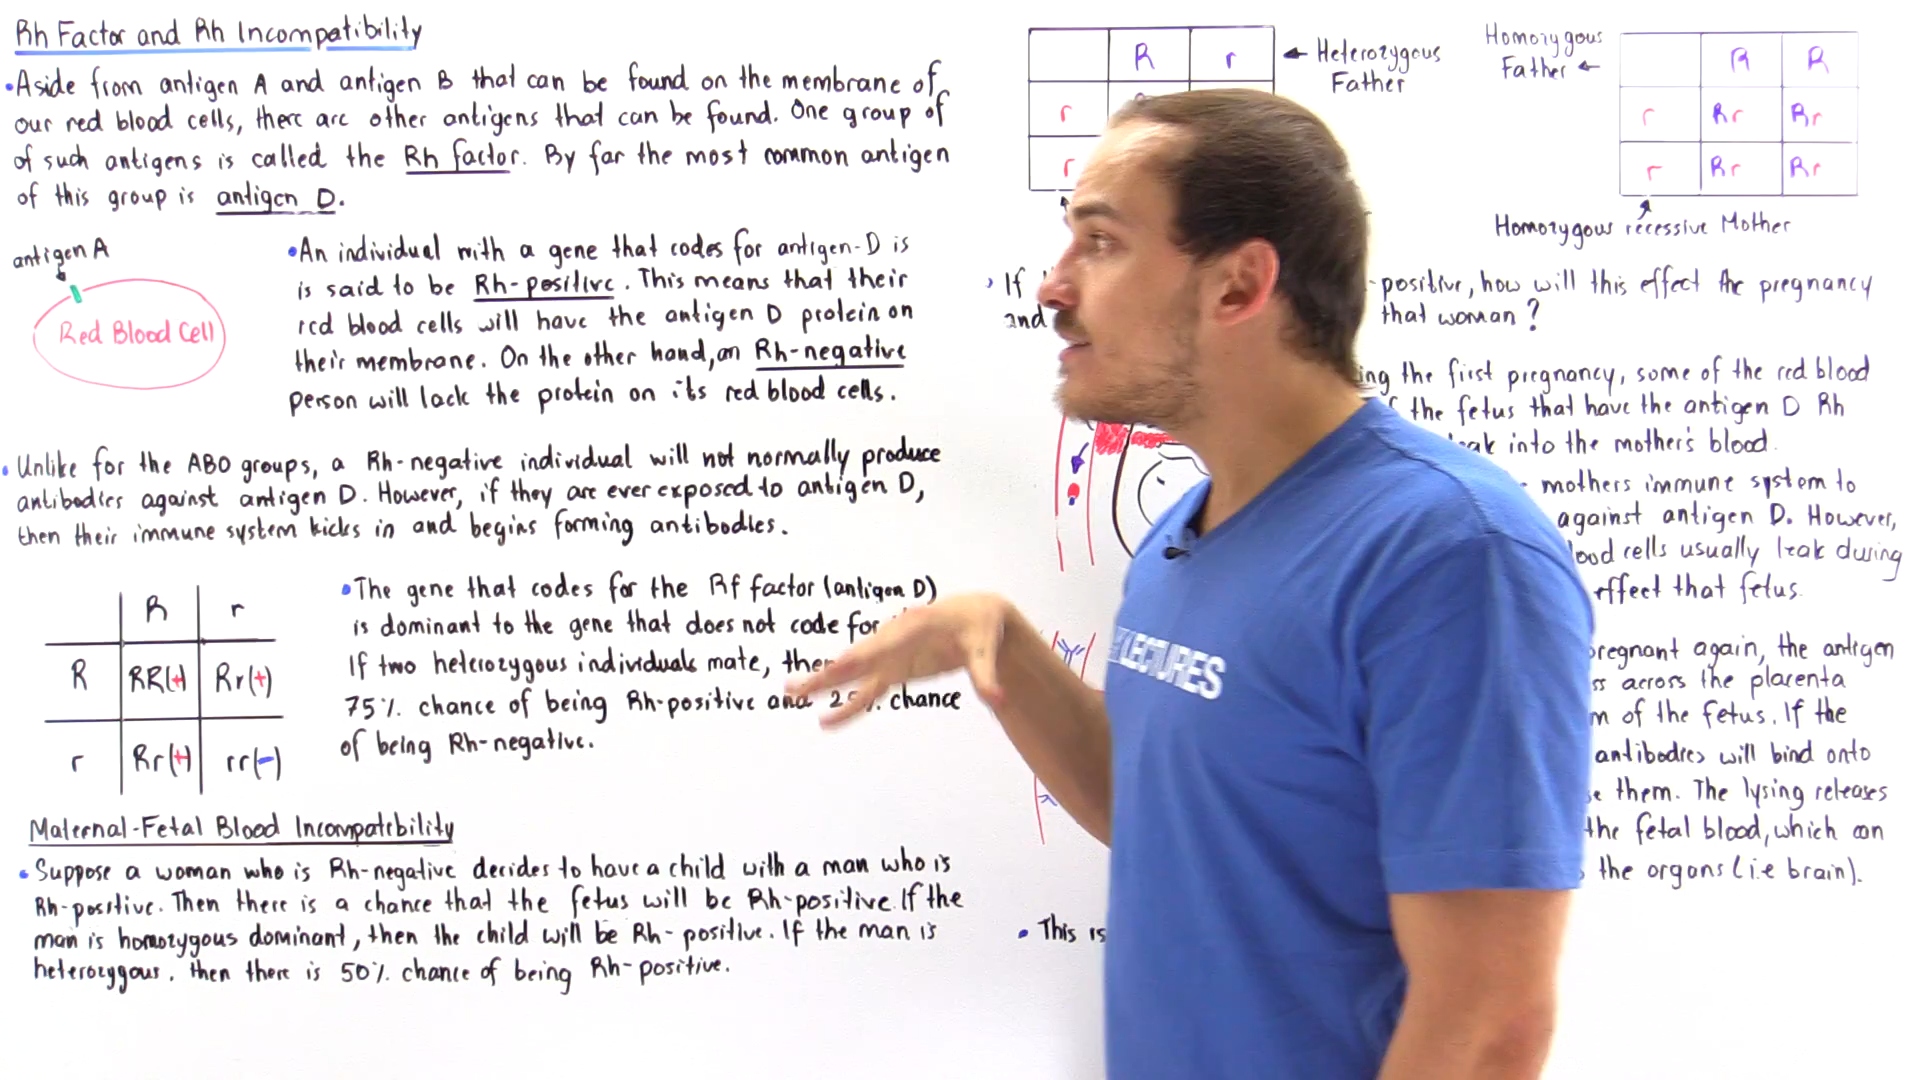 Rh Factor and Rh Incompatibility
•Aside from antigen A and antigen B that can be found on the membrane of
our red blood cells, there are other antigens that can be found. One group of
of such antigens is called the Rh factor. By far the most common antigen
of this group is antigen D.
antigen A
Red Blood Cell
•An individual with a gene that codes for antigen-D is
is said to be Rh-positive. This means that their
red blood cells will have the antigen D protein on
their membrane. On the other hand, an Rh-negative
person will lack the protein on its red blood cells.
•Unlike for the ABO groups, a Rh-negative individual will not normally produce
antibodies against antigen D. However, if they are ever exposed to antigen D,
then their immune system kicks in and begins forming antibodies.
R r
R RR(+) Rr(+)
r Rr(+) rr(-)
•The gene that codes for the Rf factor (antigen D)
is dominant to the gene that does not code for
If two heterozygous individuals mate,
75% chance of being Rh-positive and 25% chance
of being Rh-negative.
Maternal-Fetal Blood Incompatibility
•Suppose a woman who is Rh-negative decides to have a child with a man who is
Rh-positive. Then there is a chance that the fetus will be Rh-positive. If the
man is homozygous dominant, then the child will be Rh-positive. If the man is
heterozygous, then there is 50% chance of being Rh-positive.
R r
r
r
← Heterozygous
Father
Homozygous
Father ←
R R
r Rr Rr
r Rr Rr
Homozygous recessive Mother
•If -positive, how will this effect the pregnancy
and that woman?
the first pregnancy, some of the red blood
the fetus that have the antigen D Rh
into the mother's blood.
mothers immune system to
against antigen D. However,
cells usually leak during
effect that fetus.
pregnant again, the antigen
across the placenta
of the fetus. If the
antibodies will bind onto
them. The lysing releases
the fetal blood, which can
the organs (i.e brain).
•This is
LECTURES